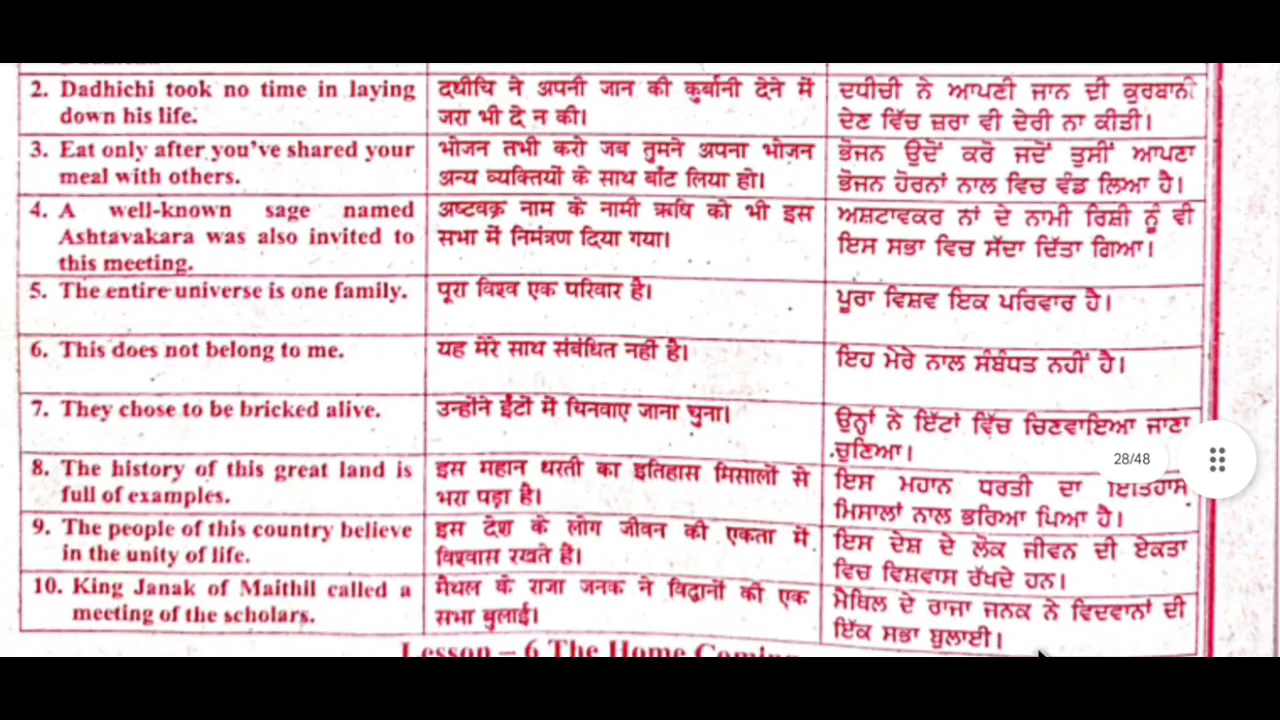 2. Dadhichi took no time in laying
down his life.
दधीचि ने अपनी जान की कुर्बानी देने में
जरा भी दे न की।
ਦਧੀਚੀ ਨੇ ਆਪਣੀ ਜਾਨ ਦੀ ਕੁਰਬਾਨੀ
ਦੇਣ ਵਿੱਚ ਜ਼ਰਾ ਵੀ ਦੇਰੀ ਨਾ ਕੀਤੀ।
3. Eat only after you've shared your
meal with others.
भोजन तभी करो जब तुमने अपना भोजन
अन्य व्यक्तियों के साथ बाँट लिया हो।
ਭੋਜਨ ਉਦੋਂ ਕਰੋ ਜਦੋਂ ਤੁਸੀਂ ਆਪਣਾ
ਭੋਜਨ ਹੋਰਨਾਂ ਨਾਲ ਵਿਚ ਵੰਡ ਲਿਆ ਹੈ।
4. A well-known sage named
Ashtavakara was also invited to
this meeting.
अष्टवक्र नाम के नामी ऋषि को भी इस
सभा में निमंत्रण दिया गया।
ਅਸ਼ਟਾਵਕਰ ਨਾਂ ਦੇ ਨਾਮੀ ਰਿਸ਼ੀ ਨੂੰ ਵੀ
ਇਸ ਸਭਾ ਵਿਚ ਸੱਦਾ ਦਿੱਤਾ ਗਿਆ।
5. The entire universe is one family.
पूरा विश्व एक परिवार है।
ਪੂਰਾ ਵਿਸ਼ਵ ਇਕ ਪਰਿਵਾਰ ਹੈ।
6. This does not belong to me.
यह मेरे साथ संबंधित नहीं है।
ਇਹ ਮੇਰੇ ਨਾਲ ਸੰਬੰਧਤ ਨਹੀਂ ਹੈ।
7. They chose to be bricked alive.
उन्होंने ईंटों में चिनवाए जाना चुना।
ਉਨ੍ਹਾਂ ਨੇ ਇੱਟਾਂ ਵਿੱਚ ਚਿਣਵਾਇਆ ਜਾਣਾ
ਚੁਣਿਆ।
8. The history of this great land is
full of examples.
इस महान धरती का इतिहास मिसालों से
भरा पड़ा है।
ਇਸ ਮਹਾਨ ਧਰਤੀ ਦਾ ਇਤਿਹਾਸ
ਮਿਸਾਲਾਂ ਨਾਲ ਭਰਿਆ ਪਿਆ ਹੈ।
28/48
9. The people of this country believe
in the unity of life.
इस देश के लोग जीवन की एकता में
विश्वास रखते हैं।
ਇਸ ਦੇਸ਼ ਦੇ ਲੋਕ ਜੀਵਨ ਦੀ ਏਕਤਾ
ਵਿਚ ਵਿਸ਼ਵਾਸ ਰੱਖਦੇ ਹਨ।
10. King Janak of Maithil called a
meeting of the scholars.
मैथल के राजा जनक ने विद्वानों की एक
सभा बुलाई।
ਮੈਥਿਲ ਦੇ ਰਾਜਾ ਜਨਕ ਨੇ ਵਿਦਵਾਨਾਂ ਦੀ
ਇੱਕ ਸਭਾ ਬੁਲਾਈ।
Lesson – 6 The Home Coming